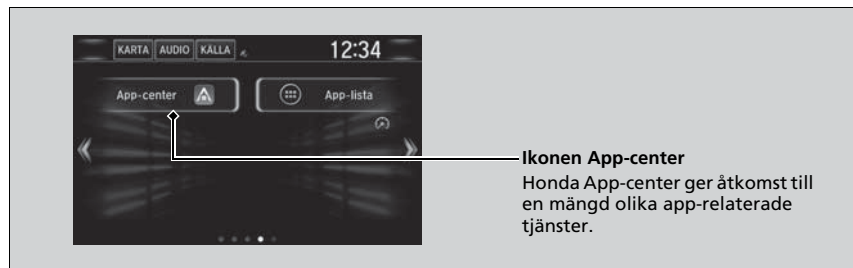 KARTA AUDIO KÄLLA 12:34
App-center App-lista
Ikonen App-center
Honda App-center ger åtkomst till
en mängd olika app-relaterade
tjänster.